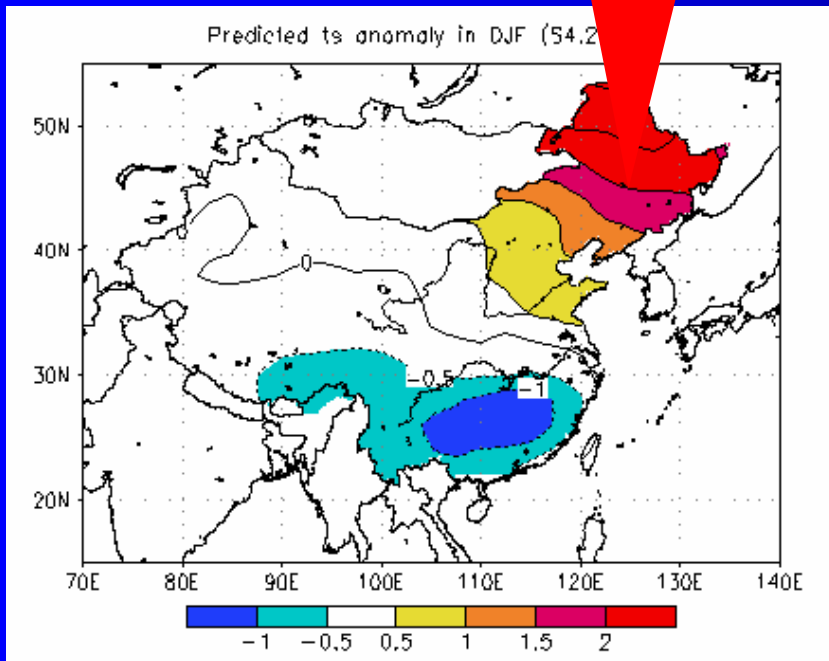 Predicted ts anomaly in DJF (54.2
50N
40N
30N
20N
0
-0.5
-1
70E 80E 90E 100E 110E 120E 130E 140E
-1 -0.5 0.5 1 1.5 2